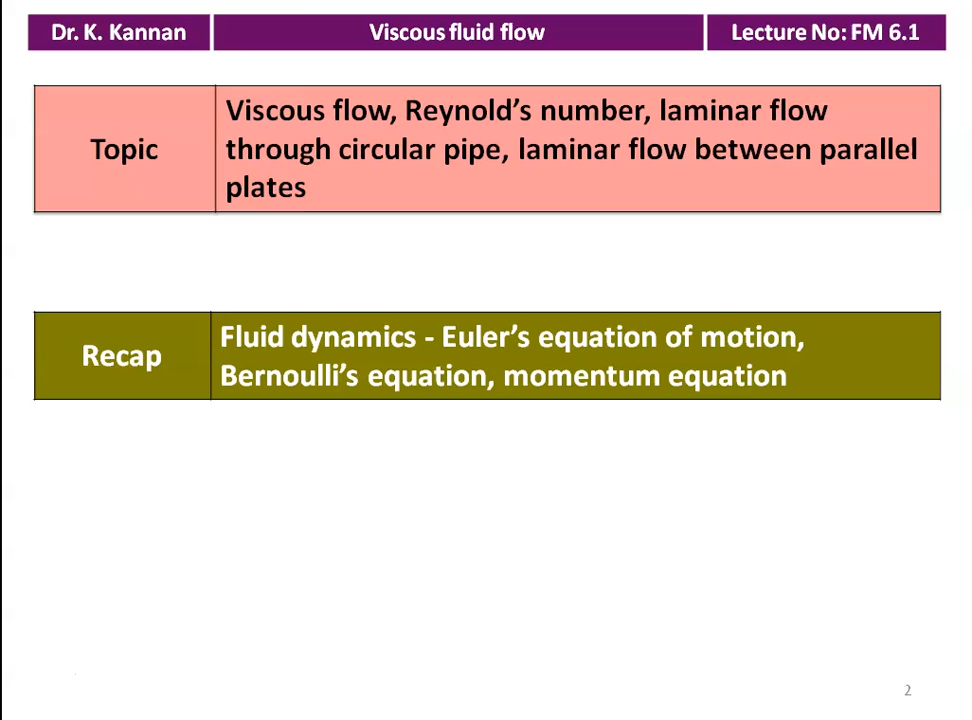 Dr. K. Kannan
Viscous fluid flow
Lecture No: FM 6.1
Topic
Viscous flow, Reynold's number, laminar flow
through circular pipe, laminar flow between parallel
plates
Recap
Fluid dynamics - Euler's equation of motion,
Bernoulli's equation, momentum equation
2